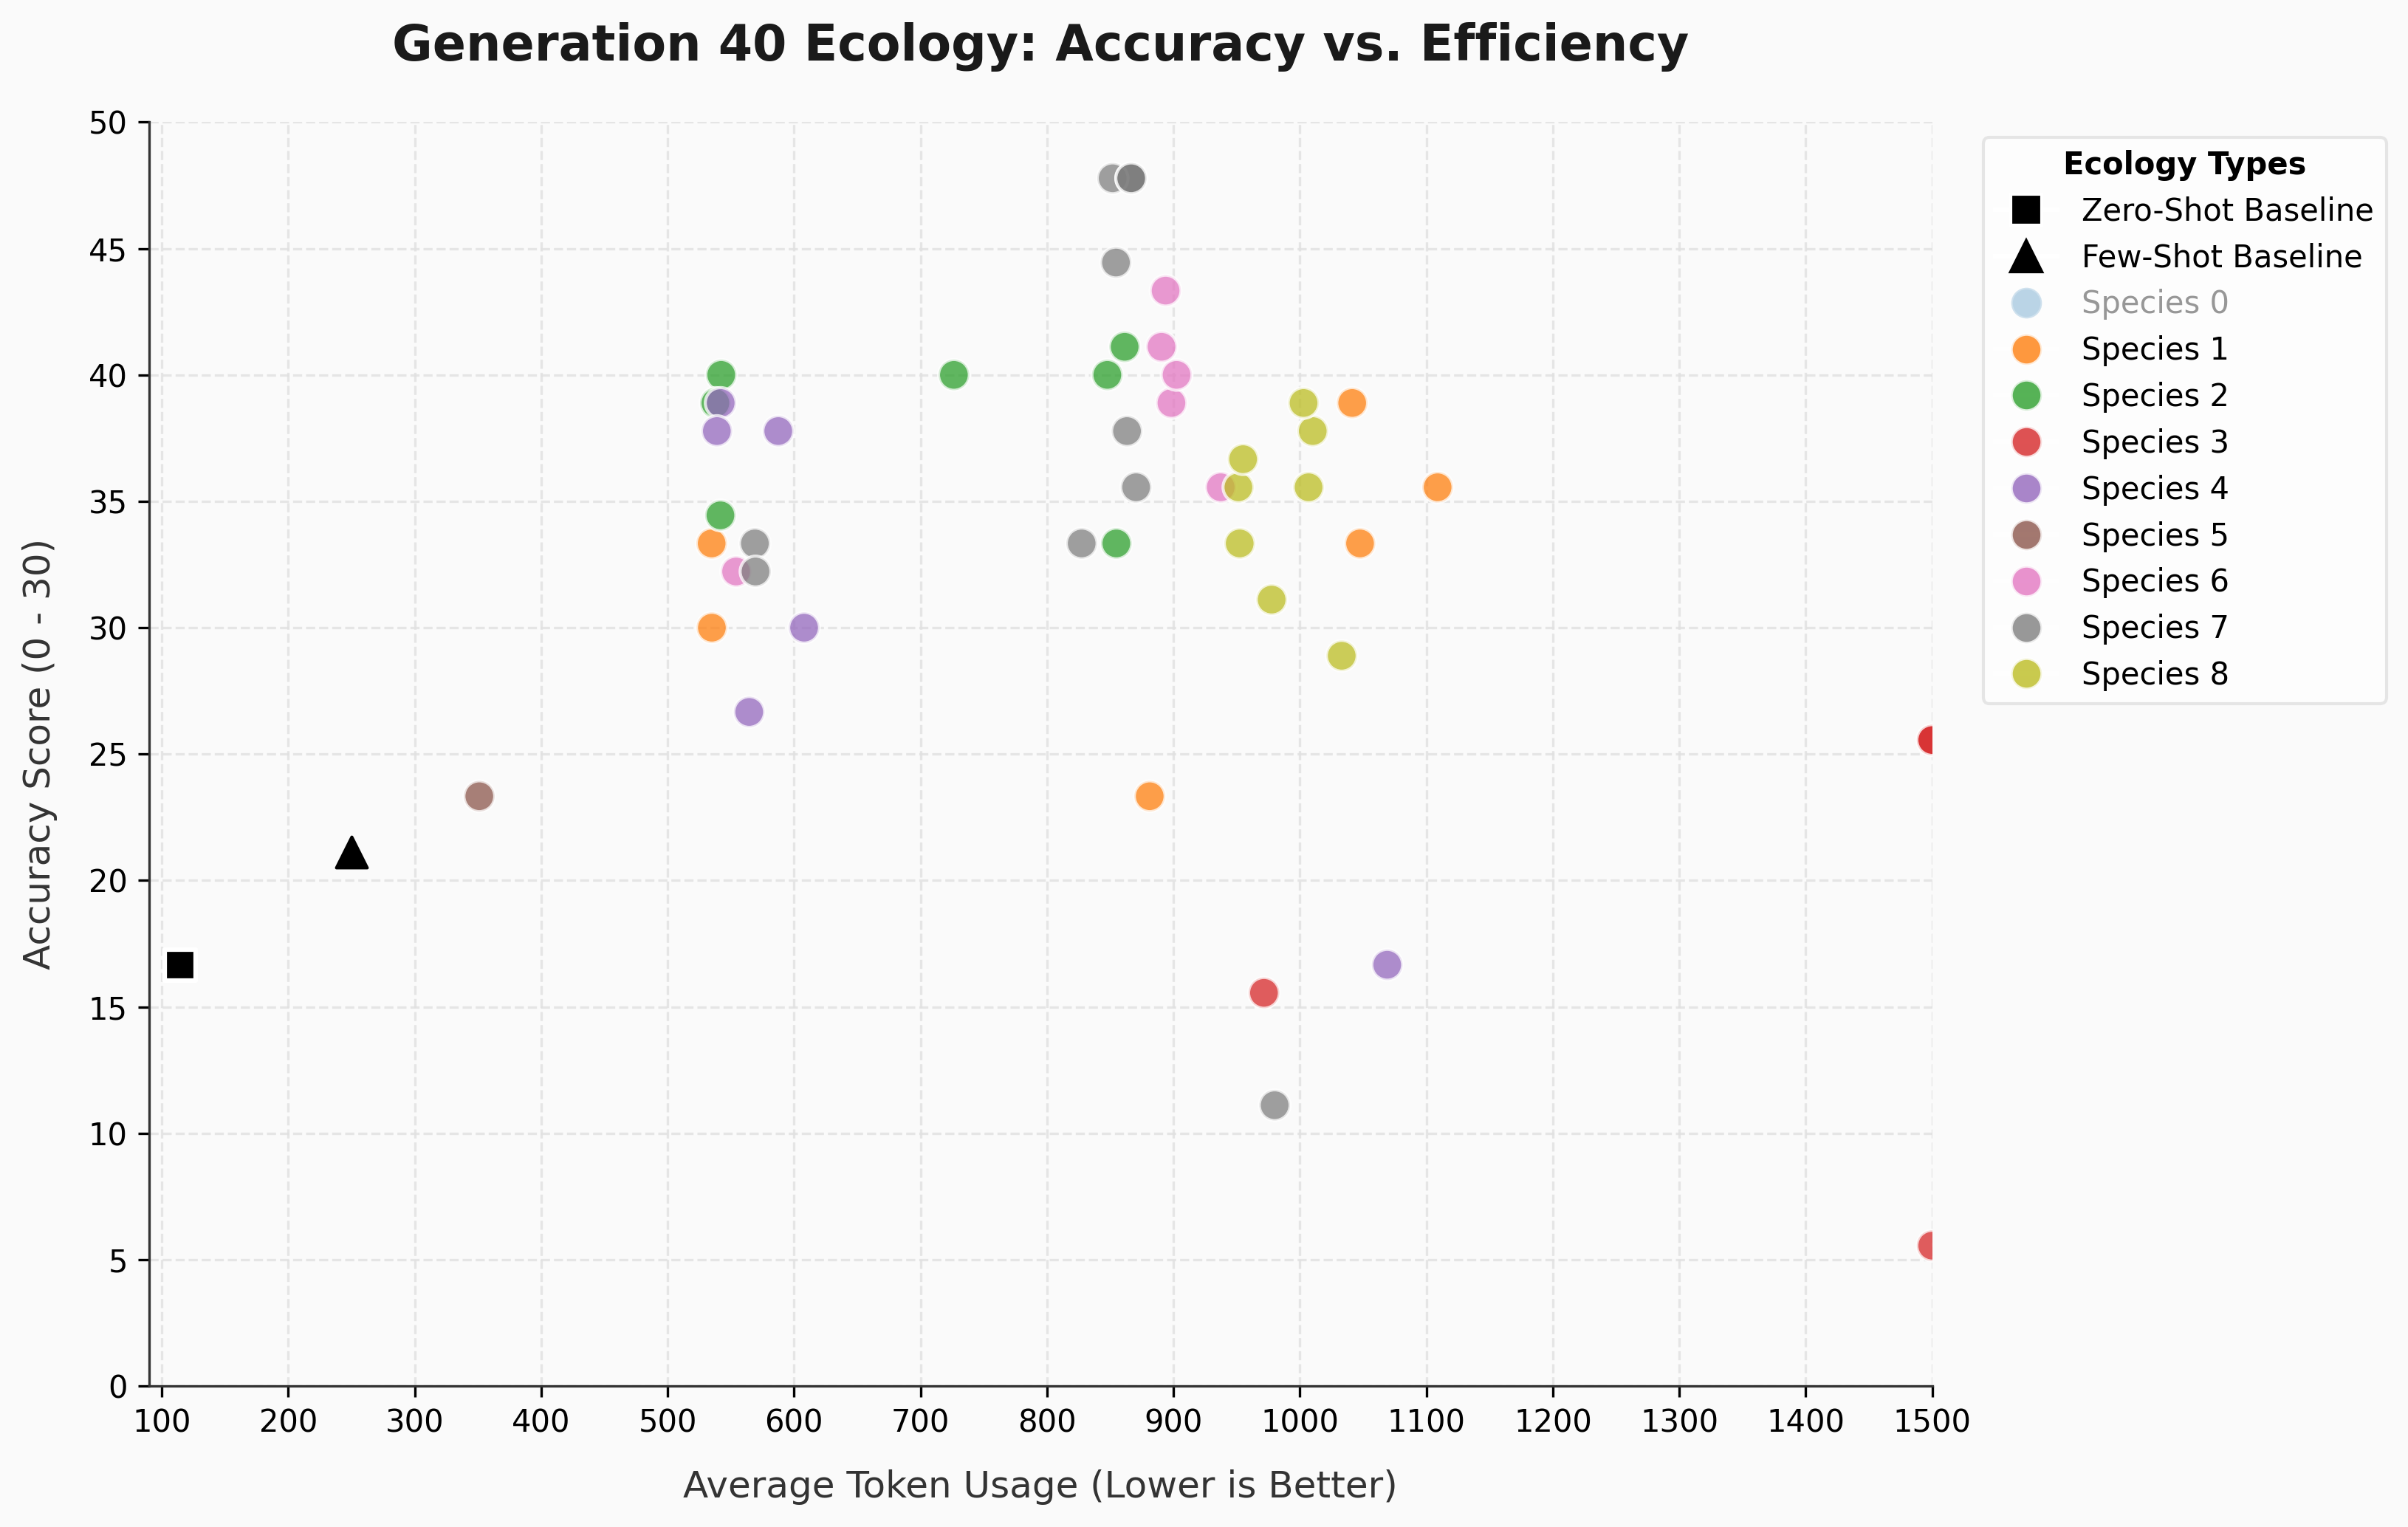 Generation 40 Ecology: Accuracy vs. Efficiency
50
45
40
35
30
25
20
15
10
5
0
Accuracy Score (0 - 30)
100 200 300 400 500 600 700 800 900 1000 1100 1200 1300 1400 1500
Average Token Usage (Lower is Better)
Ecology Types
Zero-Shot Baseline
Few-Shot Baseline
Species 0
Species 1
Species 2
Species 3
Species 4
Species 5
Species 6
Species 7
Species 8